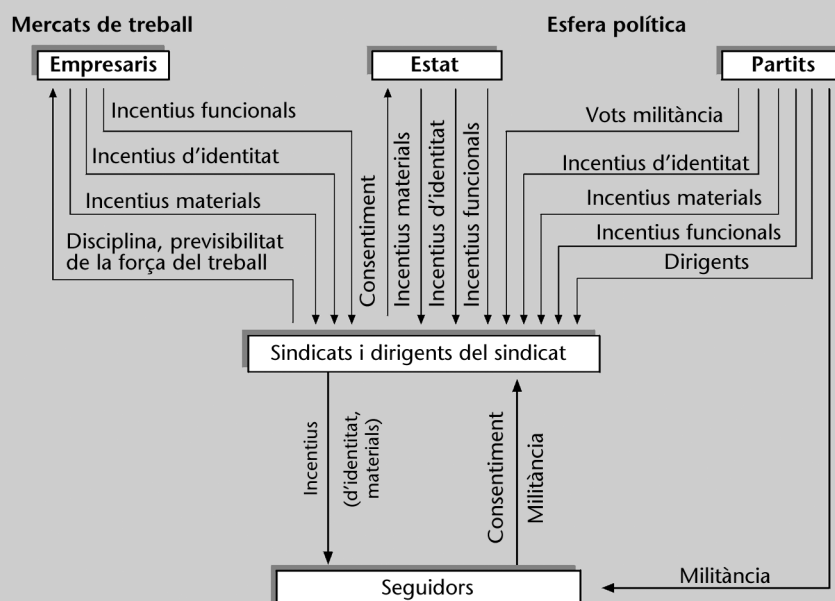 Mercats de treball
Esfera política
Empresaris
Estat
Partits
Incentius funcionals
Incentius d'identitat
Incentius materials
Disciplina, previsibilitat
de la força del treball
Consentiment
Incentius materials
Incentius d'identitat
Incentius funcionals
Vots militància
Incentius d'identitat
Incentius materials
Incentius funcionals
Dirigents
Sindicats i dirigents del sindicat
Incentius
(d'identitat,
materials)
Consentiment
Militància
Seguidors
Militància